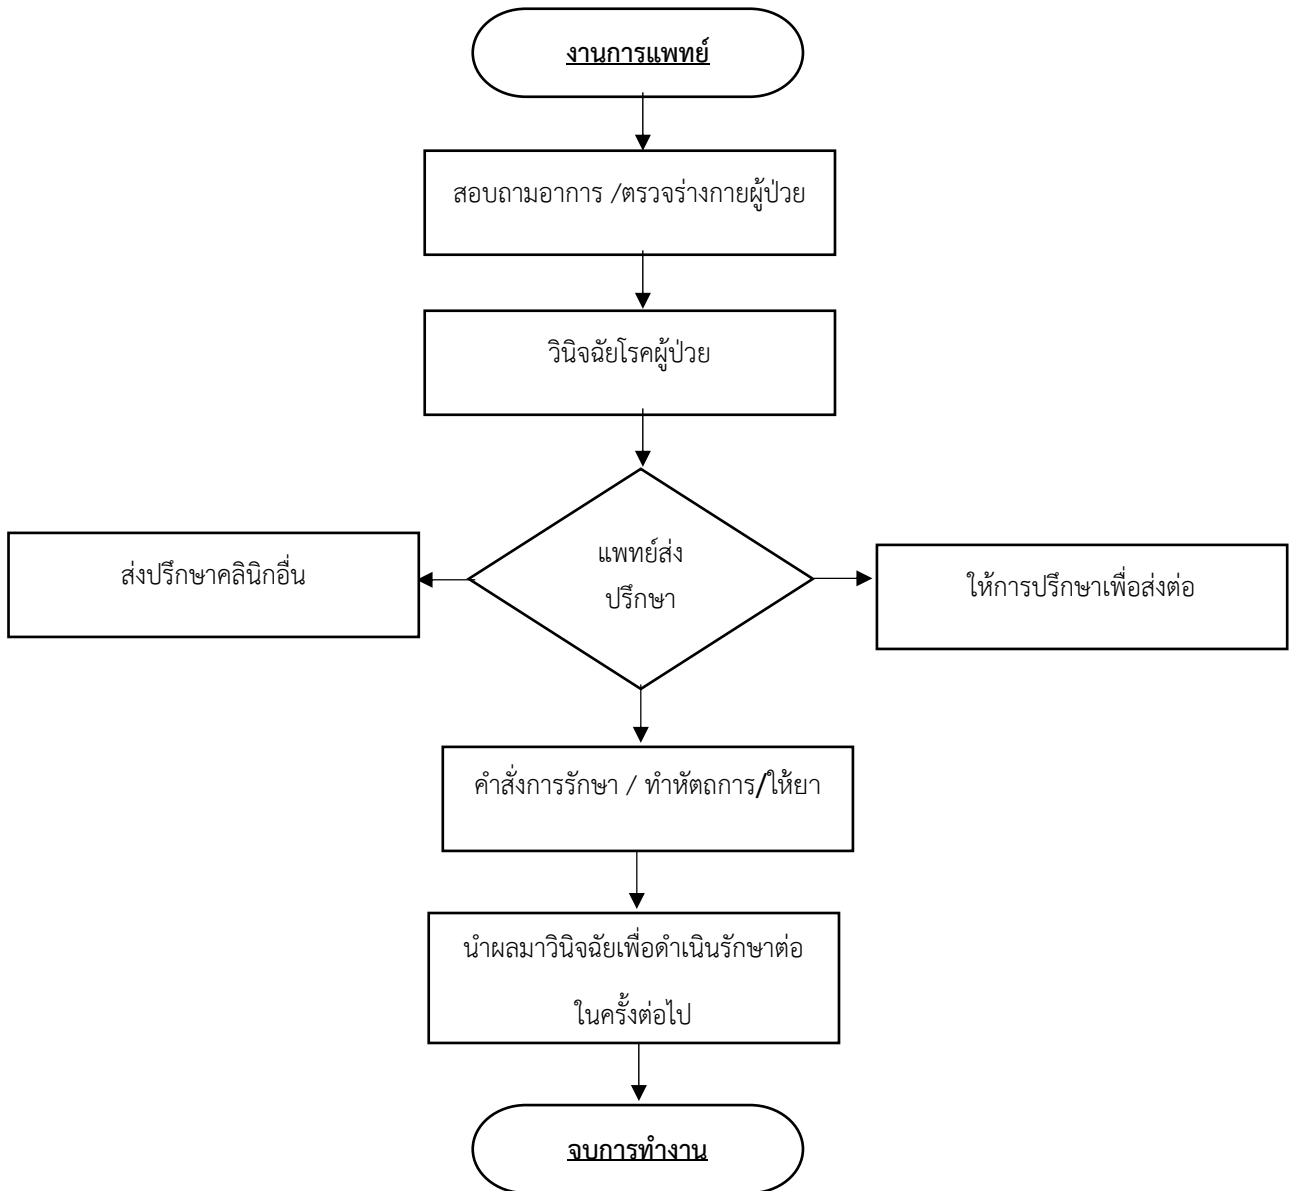 งานการแพทย์
สอบถามอาการ /ตรวจร่างกายผู้ป่วย
วินิจฉัยโรคผู้ป่วย
แพทย์ส่ง
ปรึกษา
ส่งปรึกษาคลินิกอื่น
ให้การปรึกษาเพื่อส่งต่อ
คำสั่งการรักษา / ทำหัตถการ/ให้ยา
นำผลมาวินิจฉัยเพื่อดำเนินรักษาต่อ
ในครั้งต่อไป
จบการทำงาน